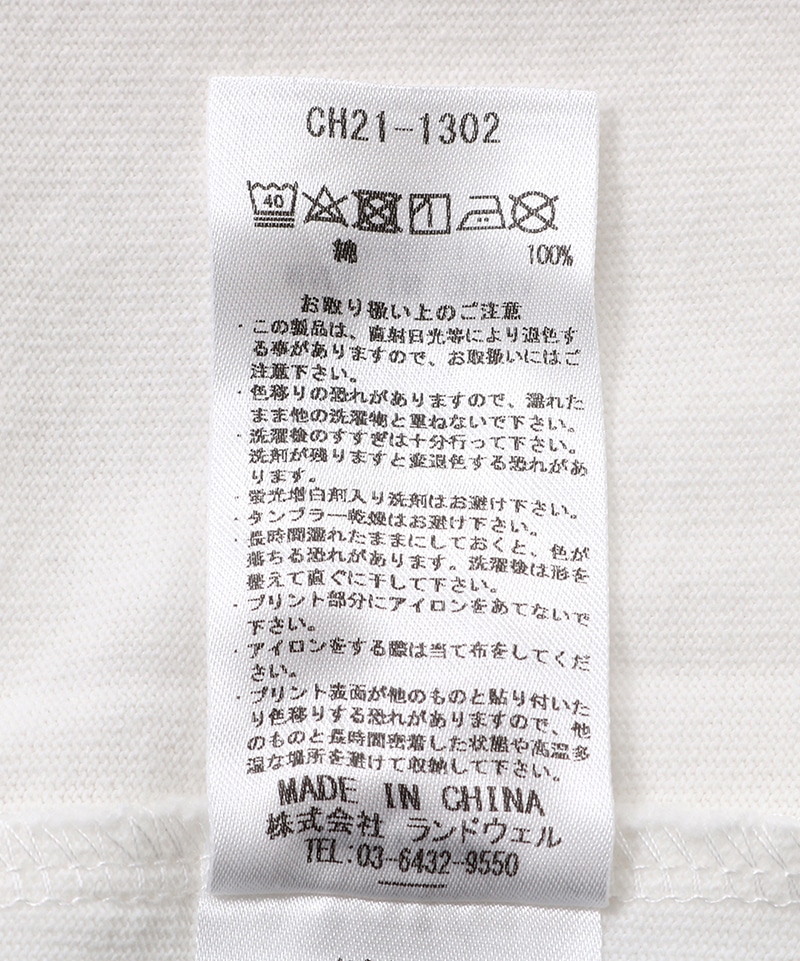 CH21-1302
40
綿 100%
お取り扱い上のご注意
・この製品は、直射日光等により退色す
る事がありますので、お取扱いにはご
注意下さい。
・色移りの恐れがありますので、濡れた
まま他の洗濯物と重ねないで下さい。
・洗濯後のすすぎは十分行って下さい。
洗剤が残りますと変退色する恐れがあ
ります。
・蛍光増白剤入り洗剤はお避け下さい。
・タンブラー乾燥はお避け下さい。
・長時間濡れたままにしておくと、色が
落ちる恐れがあります。洗濯後は形を
整えて直ぐに干して下さい。
・プリント部分にアイロンをあてないで
下さい。
・アイロンをする際は当て布をしてくだ
さい。
・プリント表面が他のものと貼り付いた
り色移りする恐れがありますので、他
のものと長時間密着した状態や高温多
湿な場所を避けて収納して下さい。
MADE IN CHINA
株式会社 ランドウェル
TEL:03-6432-9550